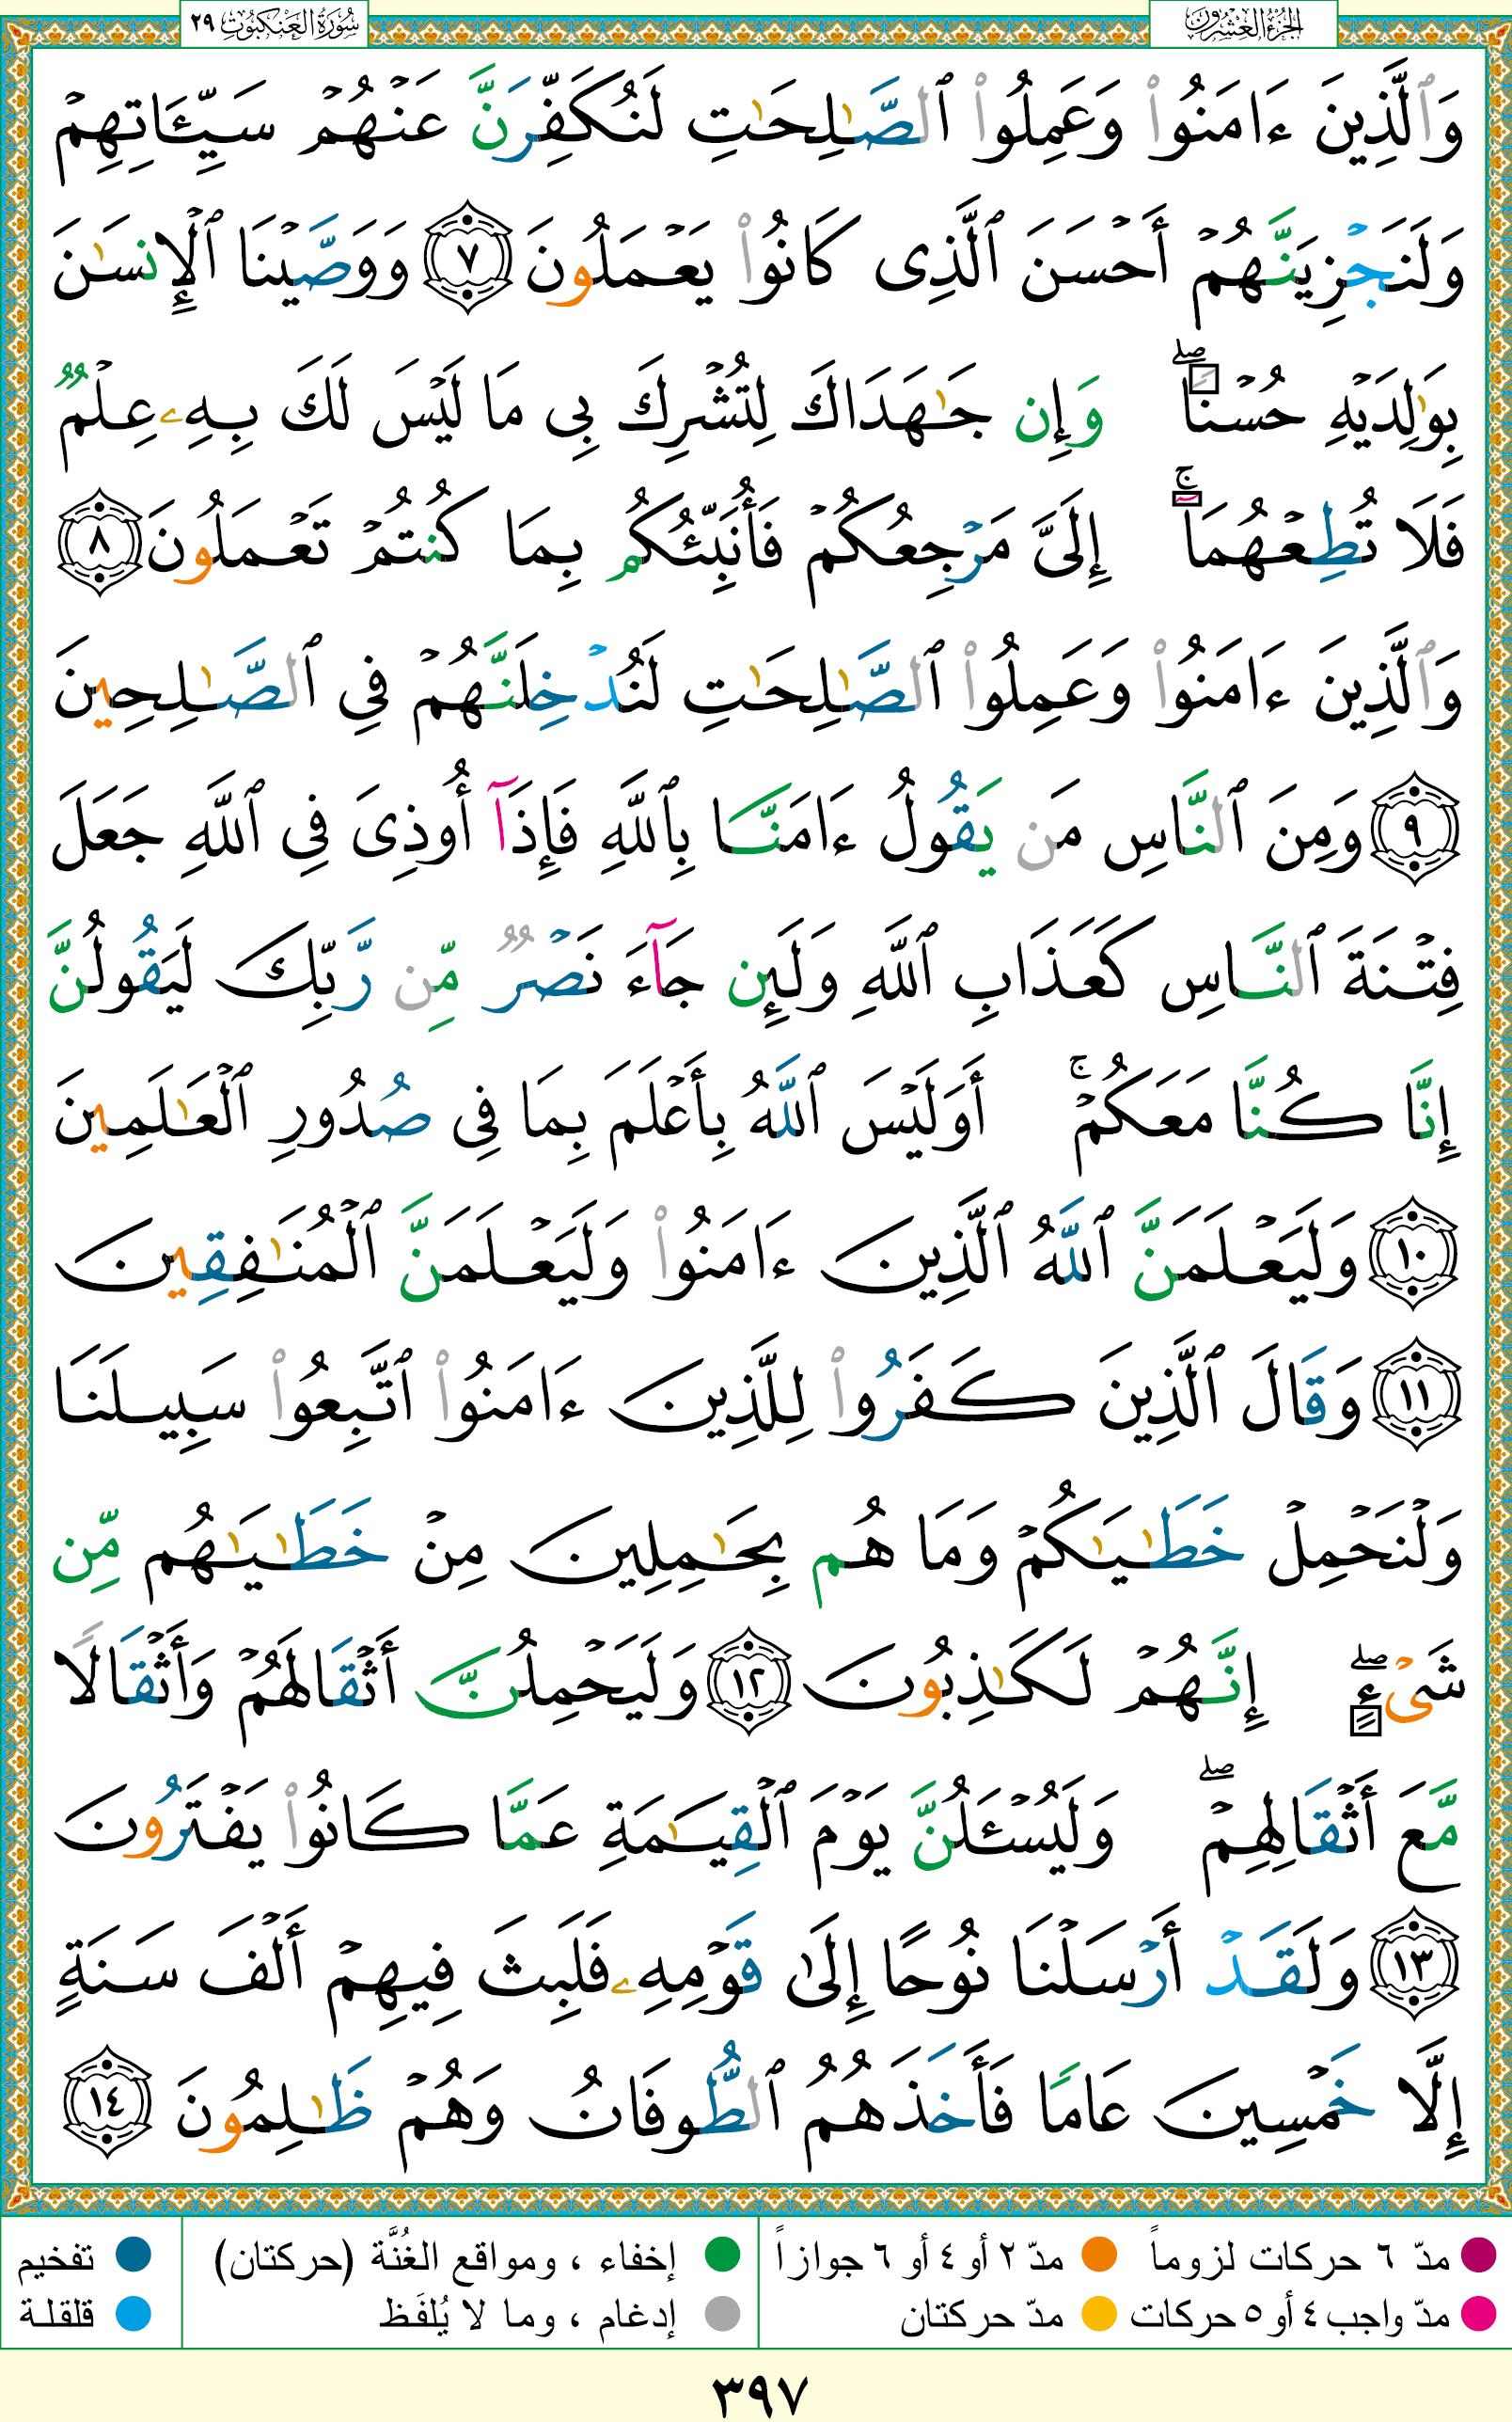 الجزء العشرون
سورة العنكبوت ٢٩
وَٱلَّذِينَ ءَامَنُوا۟ وَعَمِلُوا۟ ٱلصَّـٰلِحَـٰتِ لَنُكَفِّرَنَّ عَنْهُمْ سَيِّـَٔاتِهِمْ
وَلَنَجْزِيَنَّهُمْ أَحْسَنَ ٱلَّذِى كَانُوا۟ يَعْمَلُونَ ٧ وَوَصَّيْنَا ٱلْإِنسَـٰنَ
بِوَٰلِدَيْهِ حُسْنًا ۖ وَإِن جَـٰهَدَاكَ لِتُشْرِكَ بِى مَا لَيْسَ لَكَ بِهِۦ عِلْمٌ
فَلَا تُطِعْهُمَآ ۚ إِلَىَّ مَرْجِعُكُمْ فَأُنَبِّئُكُم بِمَا كُنتُمْ تَعْمَلُونَ ٨
وَٱلَّذِينَ ءَامَنُوا۟ وَعَمِلُوا۟ ٱلصَّـٰلِحَـٰتِ لَنُدْخِلَنَّهُمْ فِى ٱلصَّـٰلِحِينَ
٩ وَمِنَ ٱلنَّاسِ مَن يَقُولُ ءَامَنَّا بِٱللَّهِ فَإِذَآ أُوذِىَ فِى ٱللَّهِ جَعَلَ
فِتْنَةَ ٱلنَّاسِ كَعَذَابِ ٱللَّهِ وَلَئِن جَآءَ نَصْرٌ مِّن رَّبِّكَ لَيَقُولُنَّ
إِنَّا كُنَّا مَعَكُمْ ۚ أَوَلَيْسَ ٱللَّهُ بِأَعْلَمَ بِمَا فِى صُدُورِ ٱلْعَـٰلَمِينَ
١٠ وَلَيَعْلَمَنَّ ٱللَّهُ ٱلَّذِينَ ءَامَنُوا۟ وَلَيَعْلَمَنَّ ٱلْمُنَـٰفِقِينَ
١١ وَقَالَ ٱلَّذِينَ كَفَرُوا۟ لِلَّذِينَ ءَامَنُوا۟ ٱتَّبِعُوا۟ سَبِيلَنَا
وَلْنَحْمِلْ خَطَـٰيَـٰكُمْ وَمَا هُم بِحَـٰمِلِينَ مِنْ خَطَـٰيَـٰهُم مِّن
شَىْءٍ ۖ إِنَّهُمْ لَكَـٰذِبُونَ ١٢ وَلَيَحْمِلُنَّ أَثْقَالَهُمْ وَأَثْقَالًا
مَّعَ أَثْقَالِهِمْ ۖ وَلَيُسْـَٔلُنَّ يَوْمَ ٱلْقِيَـٰمَةِ عَمَّا كَانُوا۟ يَفْتَرُونَ
١٣ وَلَقَدْ أَرْسَلْنَا نُوحًا إِلَىٰ قَوْمِهِۦ فَلَبِثَ فِيهِمْ أَلْفَ سَنَةٍ
إِلَّا خَمْسِينَ عَامًا فَأَخَذَهُمُ ٱلطُّوفَانُ وَهُمْ ظَـٰلِمُونَ ١٤
مدّ ٦ حركات لزوماً مدّ ٢ أو ٤ أو ٦ جوازاً إخفاء ، ومواقع الغُنَّة (حركتان) تفخيم
مدّ واجب ٤ أو ٥ حركات مدّ حركتان إدغام ، وما لا يُلفَظ قلقلة
٣٩٧